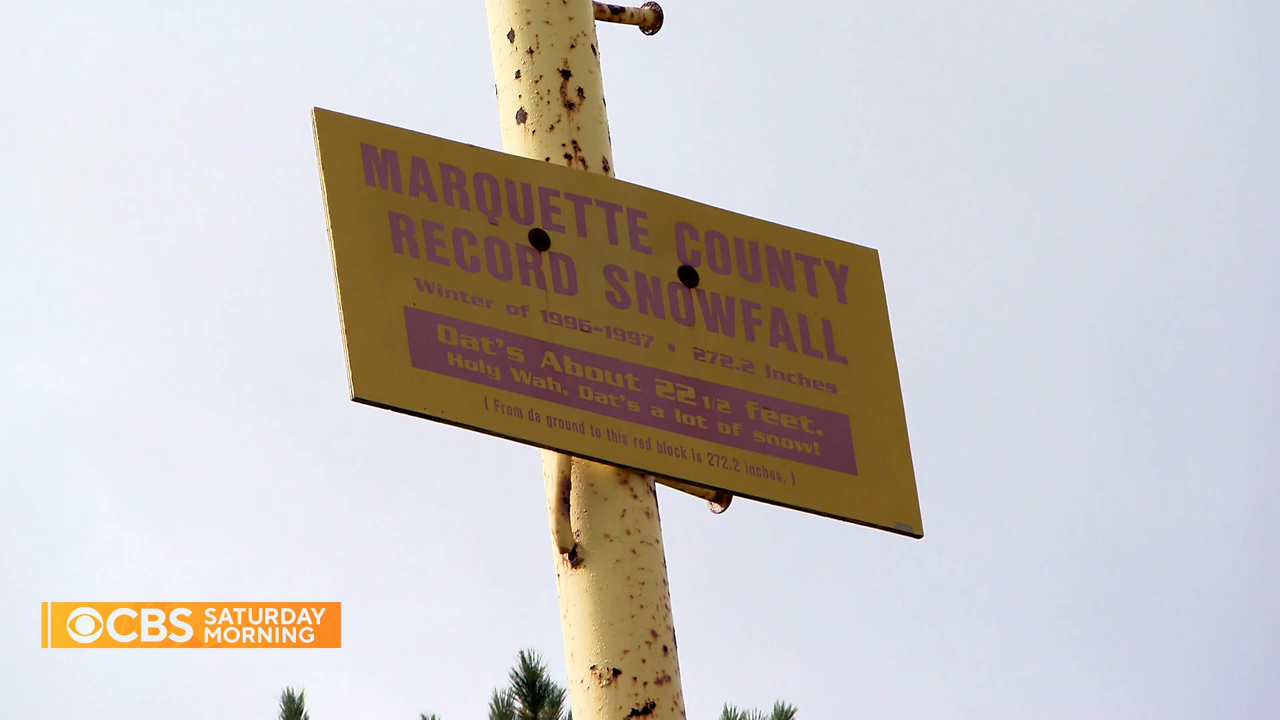 MARQUETTE COUNTY
RECORD SNOWFALL
Winter of 1996-1997 • 272.2 Inches
Dat's About 22 1/2 feet.
Holy Wah, Dat's a lot of snow!
( From da ground to this red block is 272.2 inches. )
CBS SATURDAY
MORNING